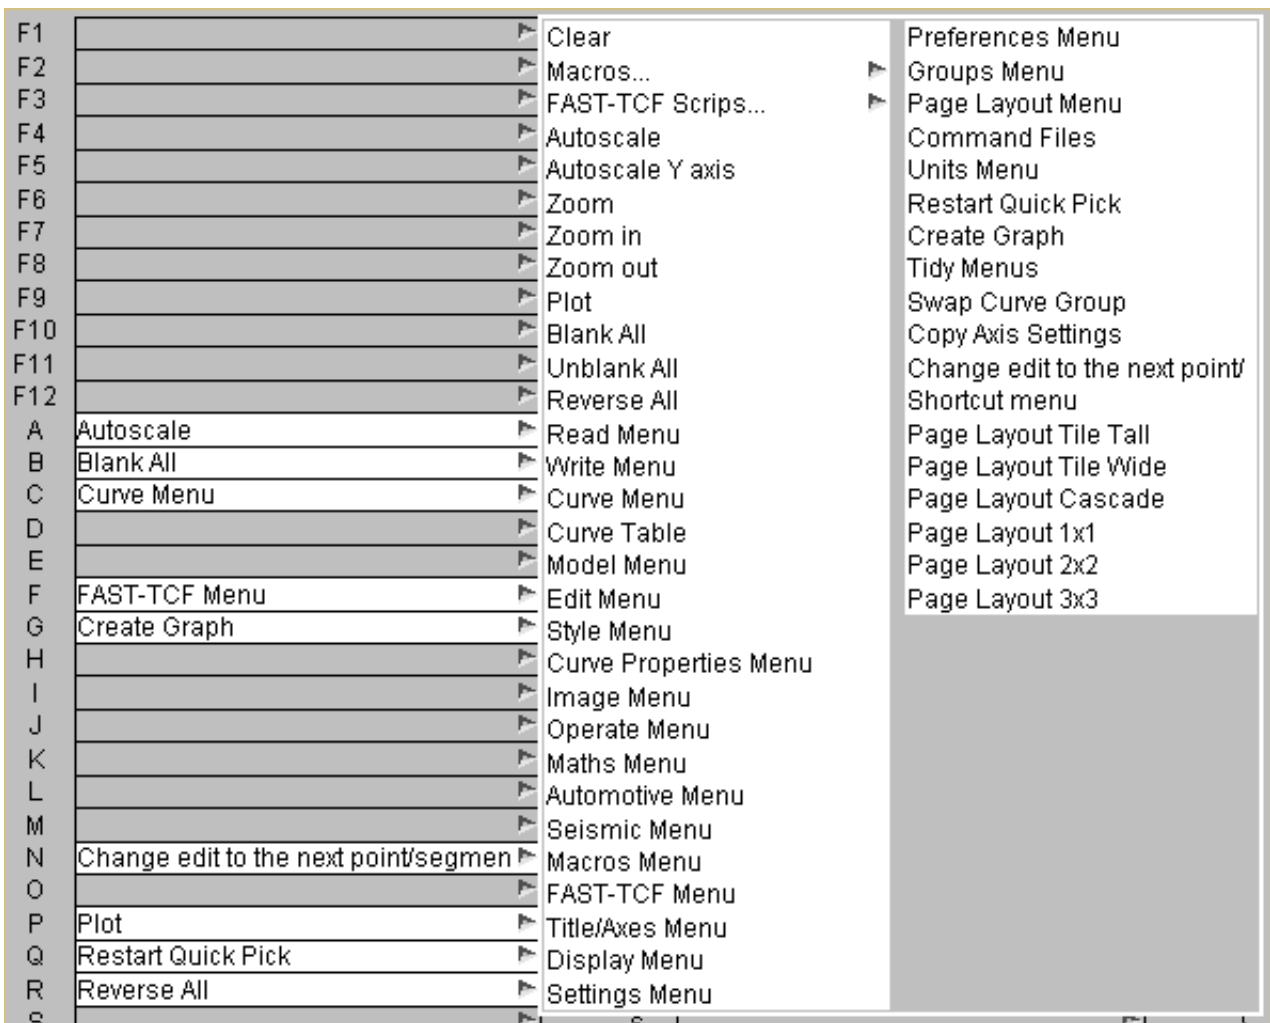 F1
F2
F3
F4
F5
F6
F7
F8
F9
F10
F11
F12
A Autoscale
B Blank All
C Curve Menu
D
E
F FAST-TCF Menu
G Create Graph
H
I
J
K
L
M
N Change edit to the next point/segmen
O
P Plot
Q Restart Quick Pick
R Reverse All
S
Clear
Macros...
FAST-TCF Scrips...
Autoscale
Autoscale Y axis
Zoom
Zoom in
Zoom out
Plot
Blank All
Unblank All
Reverse All
Read Menu
Write Menu
Curve Menu
Curve Table
Model Menu
Edit Menu
Style Menu
Curve Properties Menu
Image Menu
Operate Menu
Maths Menu
Automotive Menu
Seismic Menu
Macros Menu
FAST-TCF Menu
Title/Axes Menu
Display Menu
Settings Menu
Preferences Menu
Groups Menu
Page Layout Menu
Command Files
Units Menu
Restart Quick Pick
Create Graph
Tidy Menus
Swap Curve Group
Copy Axis Settings
Change edit to the next point/
Shortcut menu
Page Layout Tile Tall
Page Layout Tile Wide
Page Layout Cascade
Page Layout 1x1
Page Layout 2x2
Page Layout 3x3